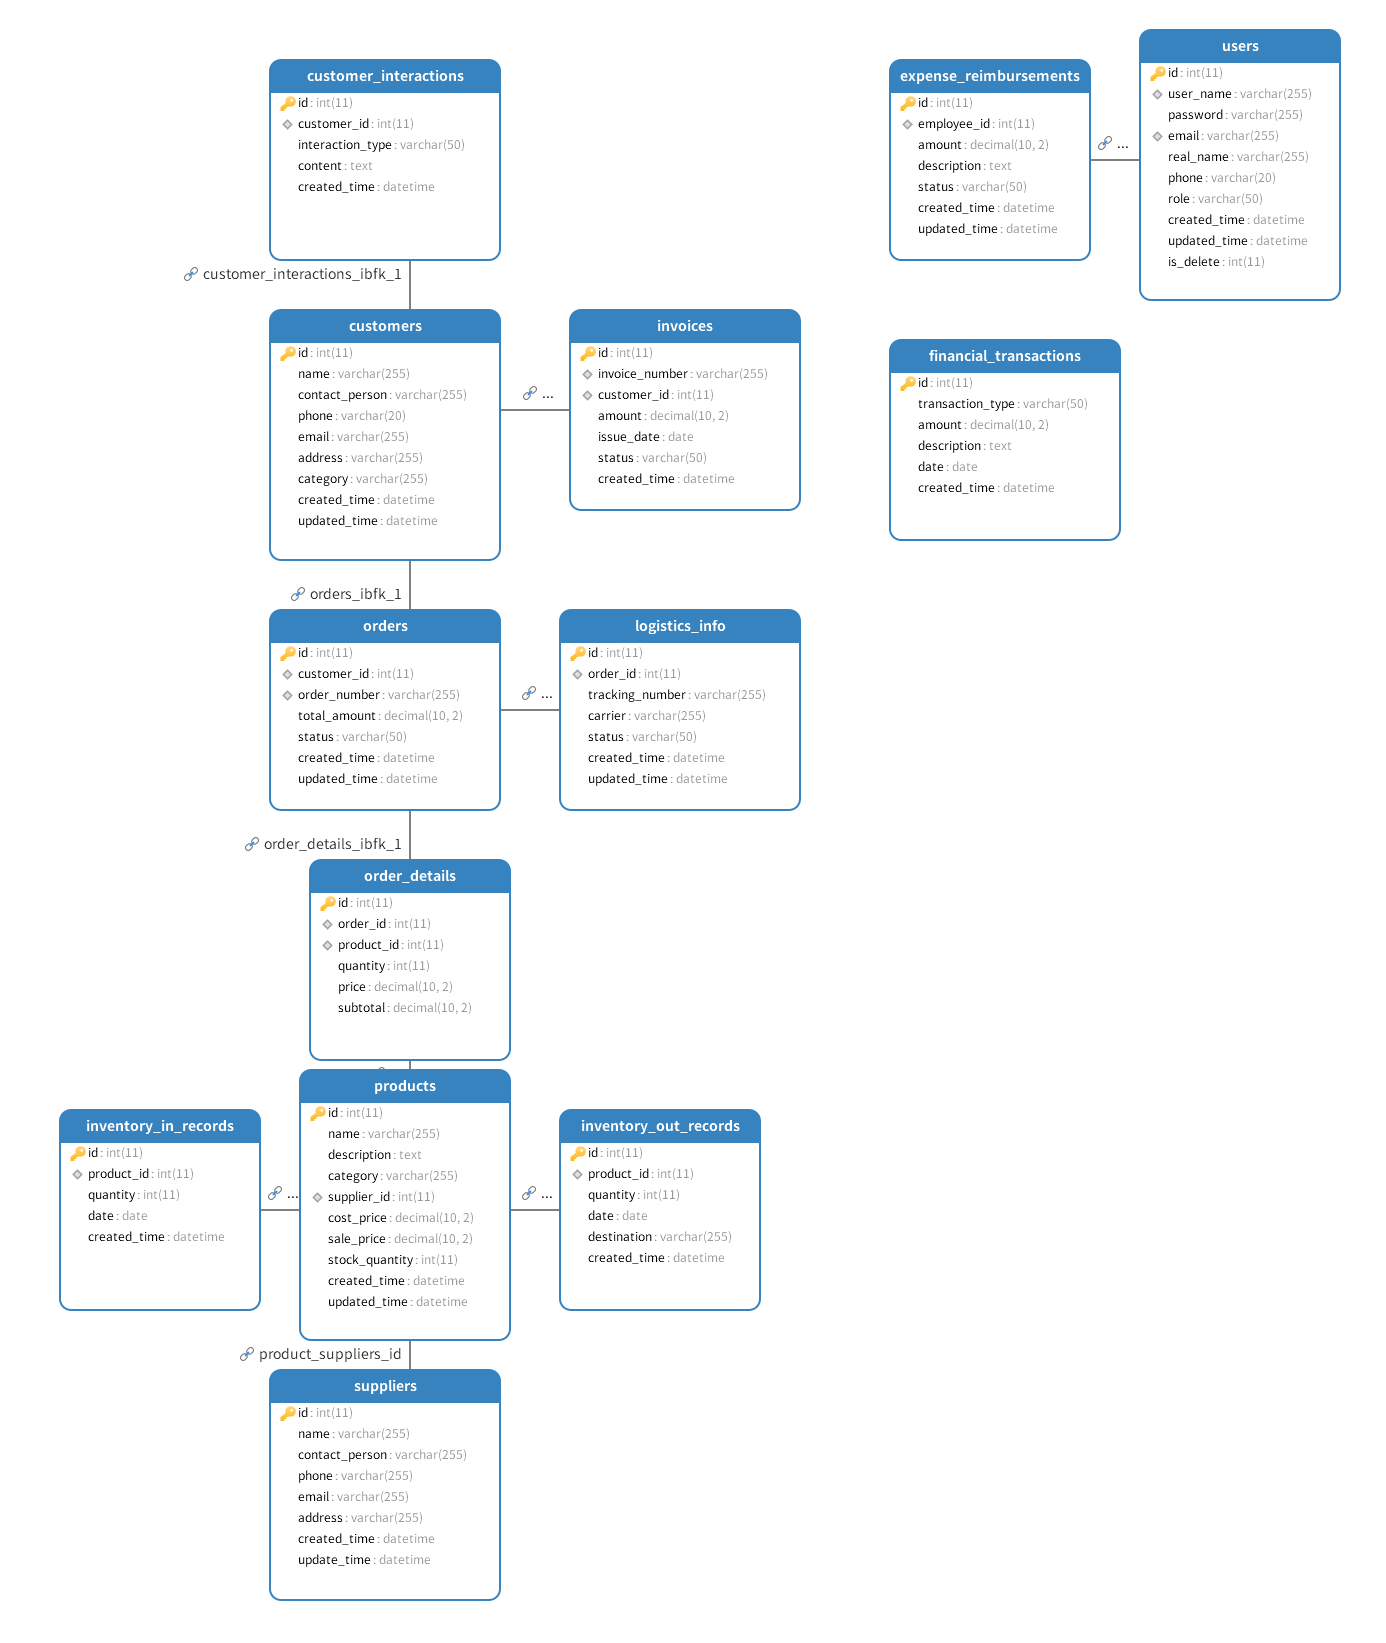 customer_interactions
id: int(11)
customer_id: int(11)
interaction_type: varchar(50)
content: text
created_time: datetime
expense_reimbursements
id: int(11)
employee_id: int(11)
amount: decimal(10, 2)
description: text
status: varchar(50)
created_time: datetime
updated_time: datetime
...
users
id: int(11)
user_name: varchar(255)
password: varchar(255)
email: varchar(255)
real_name: varchar(255)
phone: varchar(20)
role: varchar(50)
created_time: datetime
updated_time: datetime
is_delete: int(11)
customer_interactions_ibfk_1
customers
id: int(11)
name: varchar(255)
contact_person: varchar(255)
phone: varchar(20)
email: varchar(255)
address: varchar(255)
category: varchar(255)
created_time: datetime
updated_time: datetime
...
invoices
id: int(11)
invoice_number: varchar(255)
customer_id: int(11)
amount: decimal(10, 2)
issue_date: date
status: varchar(50)
created_time: datetime
financial_transactions
id: int(11)
transaction_type: varchar(50)
amount: decimal(10, 2)
description: text
date: date
created_time: datetime
orders_ibfk_1
orders
id: int(11)
customer_id: int(11)
order_number: varchar(255)
total_amount: decimal(10, 2)
status: varchar(50)
created_time: datetime
updated_time: datetime
...
logistics_info
id: int(11)
order_id: int(11)
tracking_number: varchar(255)
carrier: varchar(255)
status: varchar(50)
created_time: datetime
updated_time: datetime
order_details_ibfk_1
order_details
id: int(11)
order_id: int(11)
product_id: int(11)
quantity: int(11)
price: decimal(10, 2)
subtotal: decimal(10, 2)
inventory_in_records
id: int(11)
product_id: int(11)
quantity: int(11)
date: date
created_time: datetime
...
products
id: int(11)
name: varchar(255)
description: text
category: varchar(255)
supplier_id: int(11)
cost_price: decimal(10, 2)
sale_price: decimal(10, 2)
stock_quantity: int(11)
created_time: datetime
updated_time: datetime
...
inventory_out_records
id: int(11)
product_id: int(11)
quantity: int(11)
date: date
destination: varchar(255)
created_time: datetime
product_suppliers_id
suppliers
id: int(11)
name: varchar(255)
contact_person: varchar(255)
phone: varchar(255)
email: varchar(255)
address: varchar(255)
created_time: datetime
update_time: datetime